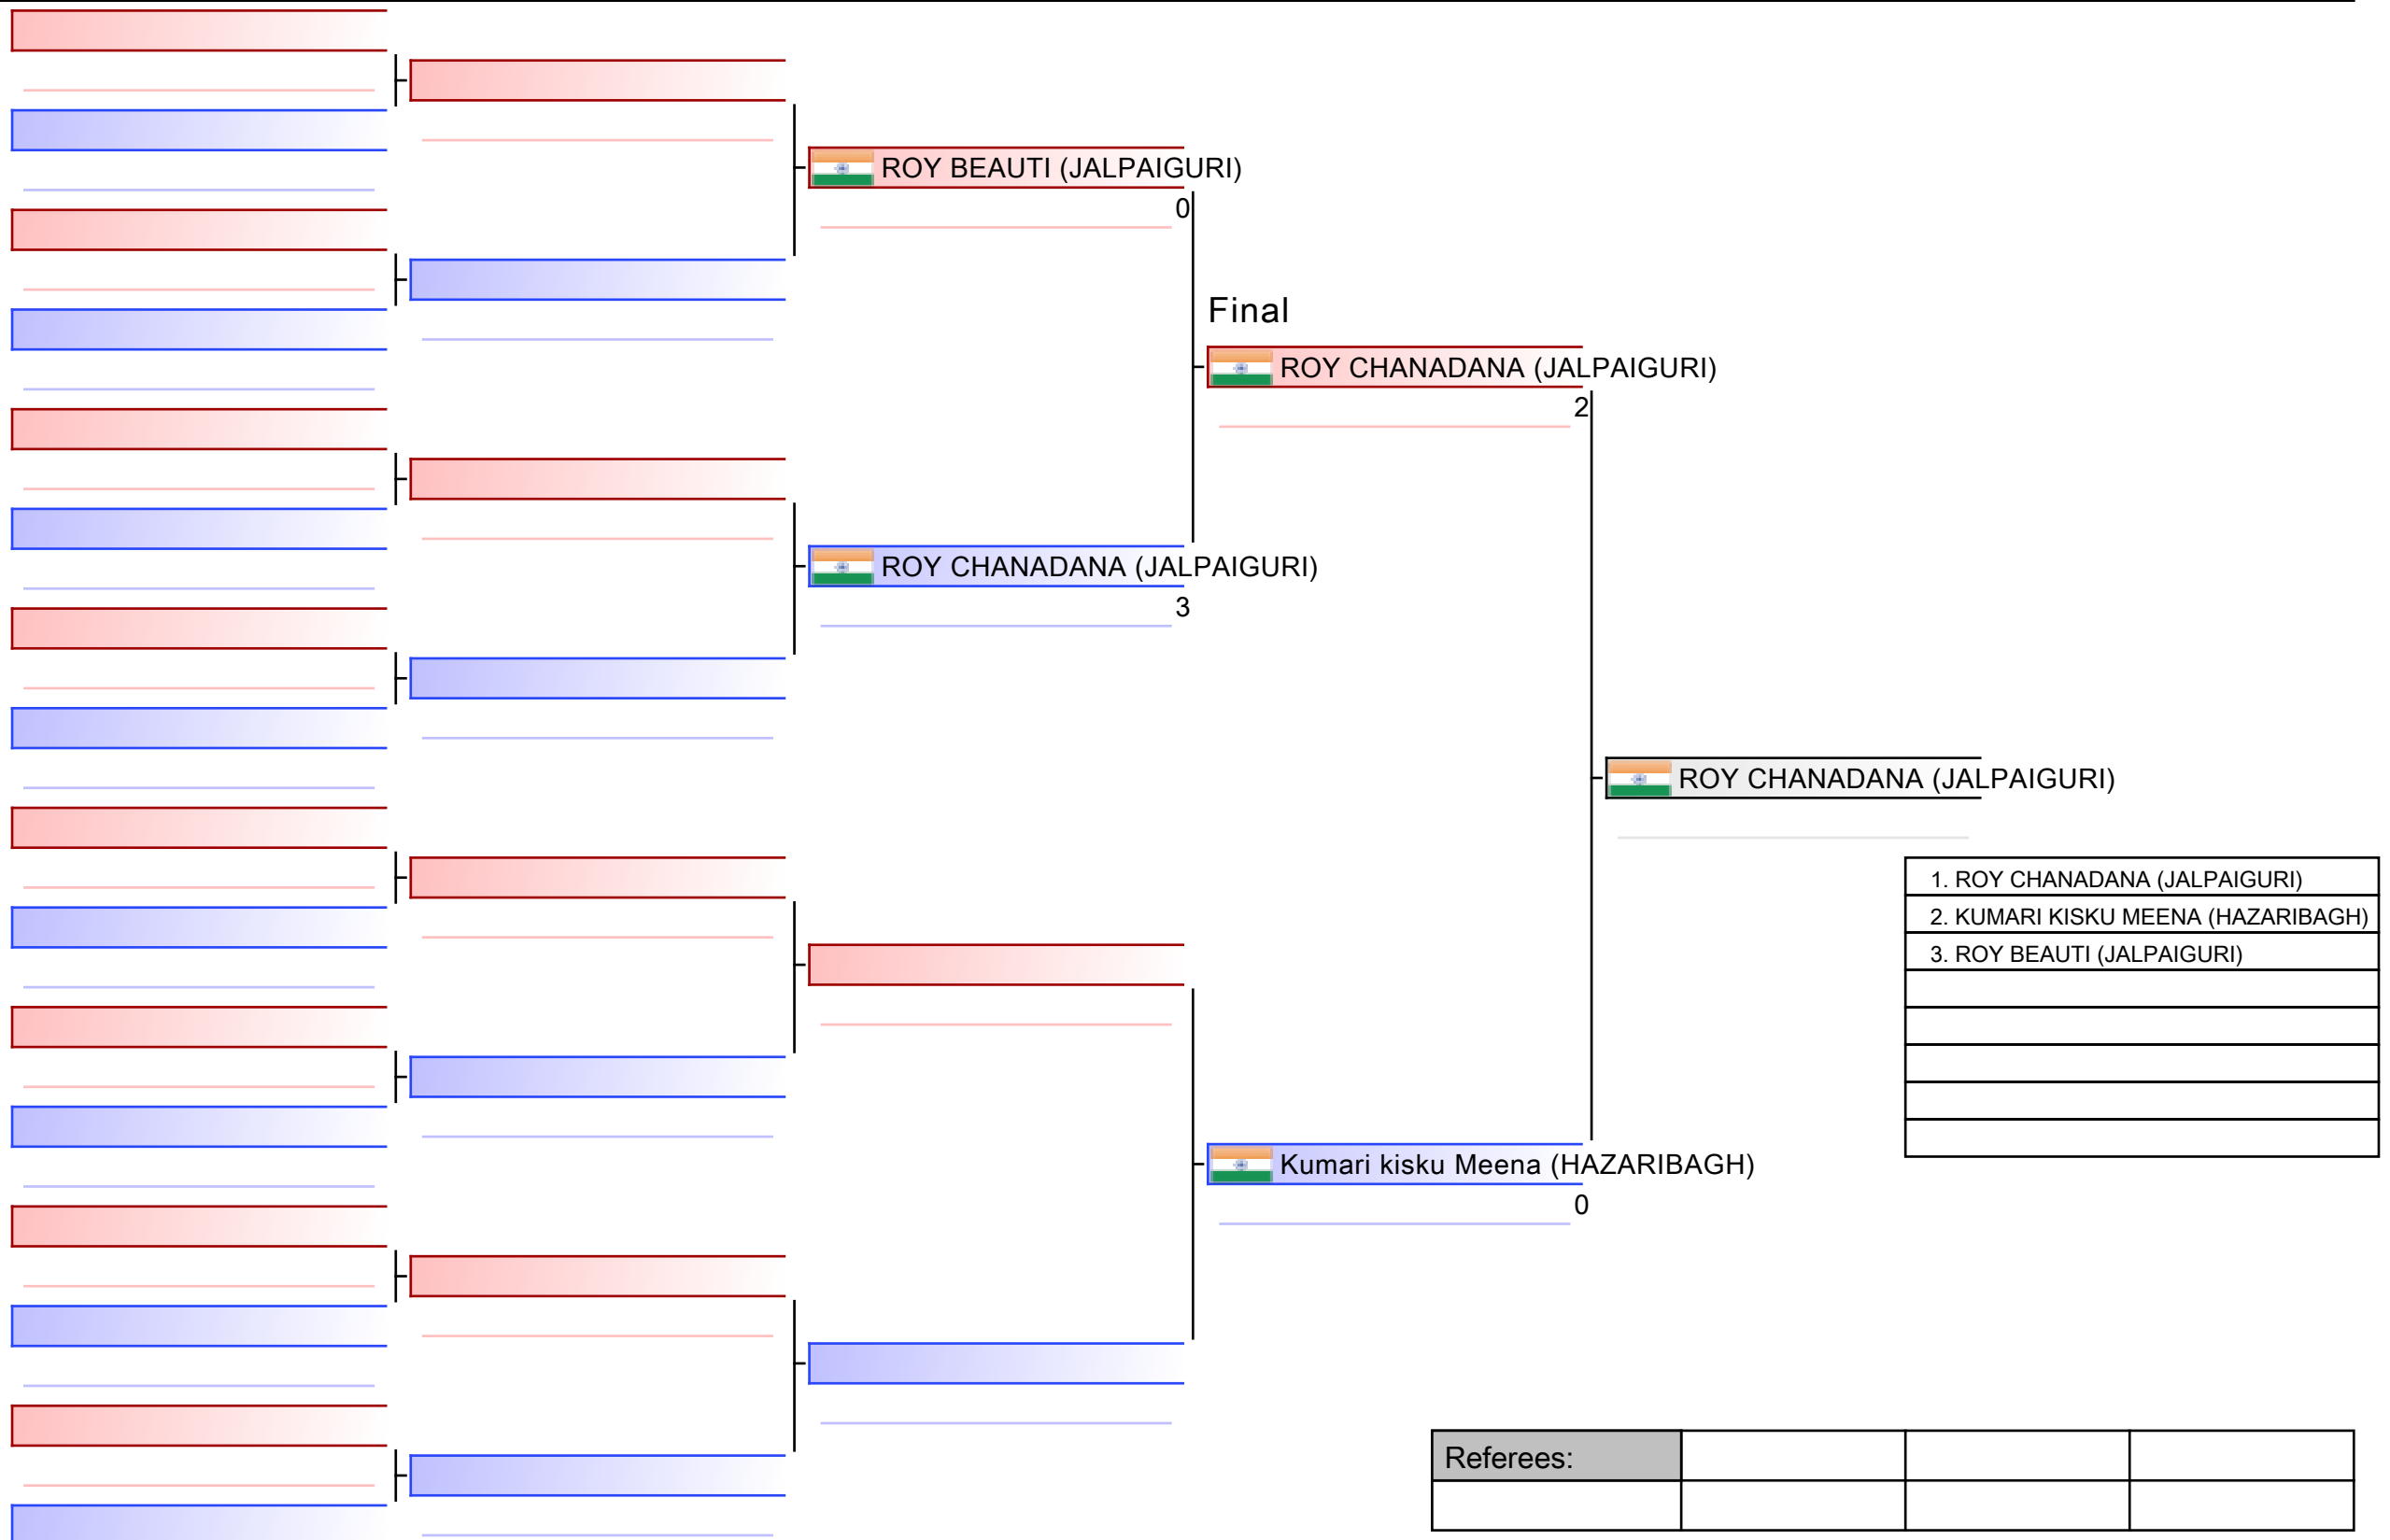 ROY BEAUTI (JALPAIGURI)
0
Final
ROY CHANADANA (JALPAIGURI)
2
ROY CHANADANA (JALPAIGURI)
3
ROY CHANADANA (JALPAIGURI)
1. ROY CHANADANA (JALPAIGURI)
2. KUMARI KISKU MEENA (HAZARIBAGH)
3. ROY BEAUTI (JALPAIGURI)
Kumari kisku Meena (HAZARIBAGH)
0
Referees: